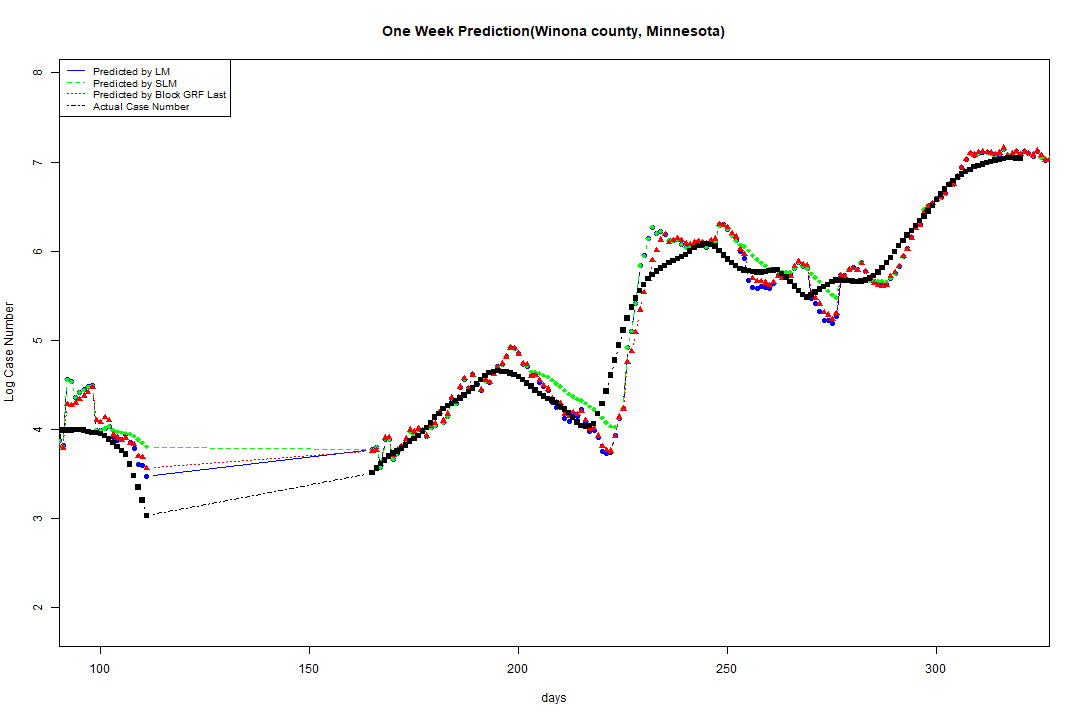 One Week Prediction(Winona county, Minnesota)
Predicted by LM
Predicted by SLM
Predicted by Block GRF Last
Actual Case Number
8
7
6
5
4
3
2
Log Case Number
100 150 200 250 300
days